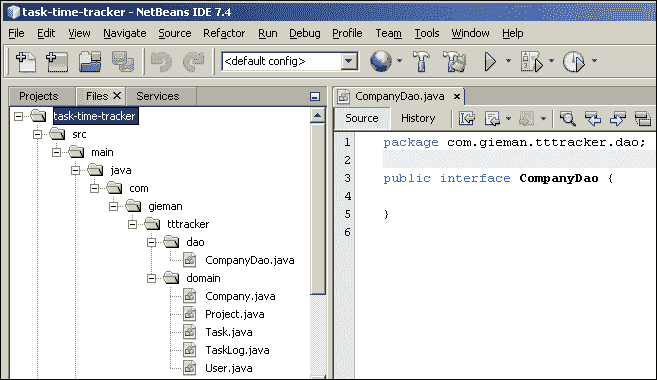 task-time-tracker - NetBeans IDE 7.4
File Edit View Navigate Source Refactor Run Debug Profile Team Tools Window Help
<default config>
Projects Files Services
task-time-tracker
src
main
java
com
gieman
tttracker
dao
CompanyDao.java
domain
Company.java
Project.java
Task.java
TaskLog.java
User.java
CompanyDao.java
Source History
1 package com.gieman.tttracker.dao;
2
3 public interface CompanyDao {
4
5 }
6